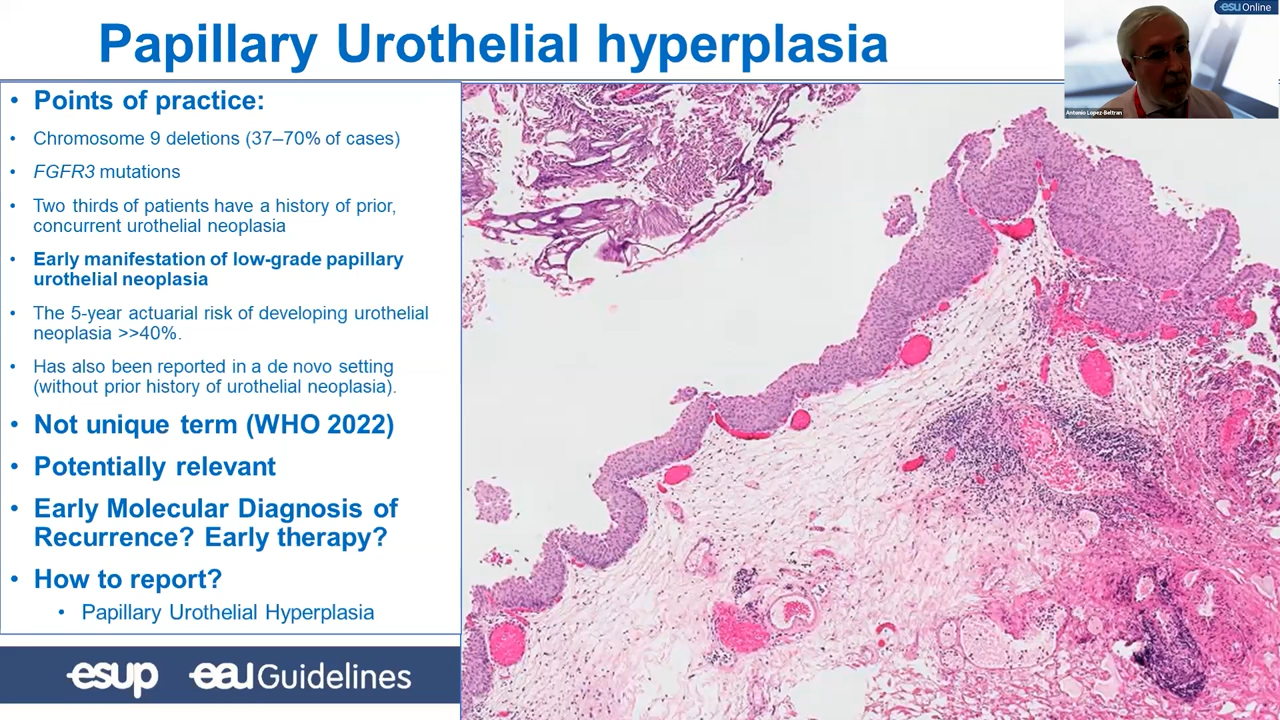 Papillary Urothelial hyperplasia
esu Online
Antonio Lopez-Beltran
• Points of practice:
• Chromosome 9 deletions (37–70% of cases)
• FGFR3 mutations
• Two thirds of patients have a history of prior,
concurrent urothelial neoplasia
• Early manifestation of low-grade papillary
urothelial neoplasia
• The 5-year actuarial risk of developing urothelial
neoplasia >>40%.
• Has also been reported in a de novo setting
(without prior history of urothelial neoplasia).
• Not unique term (WHO 2022)
• Potentially relevant
• Early Molecular Diagnosis of
Recurrence? Early therapy?
• How to report?
• Papillary Urothelial Hyperplasia
esup eau Guidelines